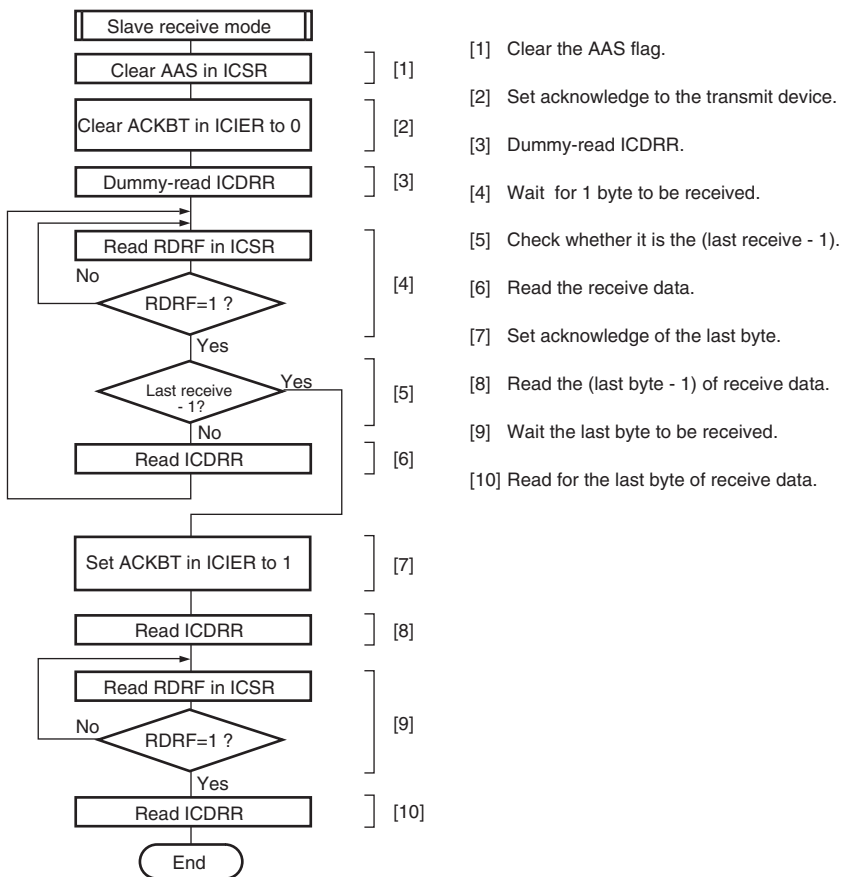 Slave receive mode
Clear AAS in ICSR
[1]
Clear ACKBT in ICIER to 0
[2]
Dummy-read ICDRR
[3]
Read RDRF in ICSR
No
RDRF=1 ?
[4]
Yes
Last receive
- 1?
Yes
[5]
No
Read ICDRR
[6]
Set ACKBT in ICIER to 1
[7]
Read ICDRR
[8]
Read RDRF in ICSR
No
RDRF=1 ?
[9]
Yes
Read ICDRR
[10]
End
[1] Clear the AAS flag.
[2] Set acknowledge to the transmit device.
[3] Dummy-read ICDRR.
[4] Wait for 1 byte to be received.
[5] Check whether it is the (last receive - 1).
[6] Read the receive data.
[7] Set acknowledge of the last byte.
[8] Read the (last byte - 1) of receive data.
[9] Wait the last byte to be received.
[10] Read for the last byte of receive data.